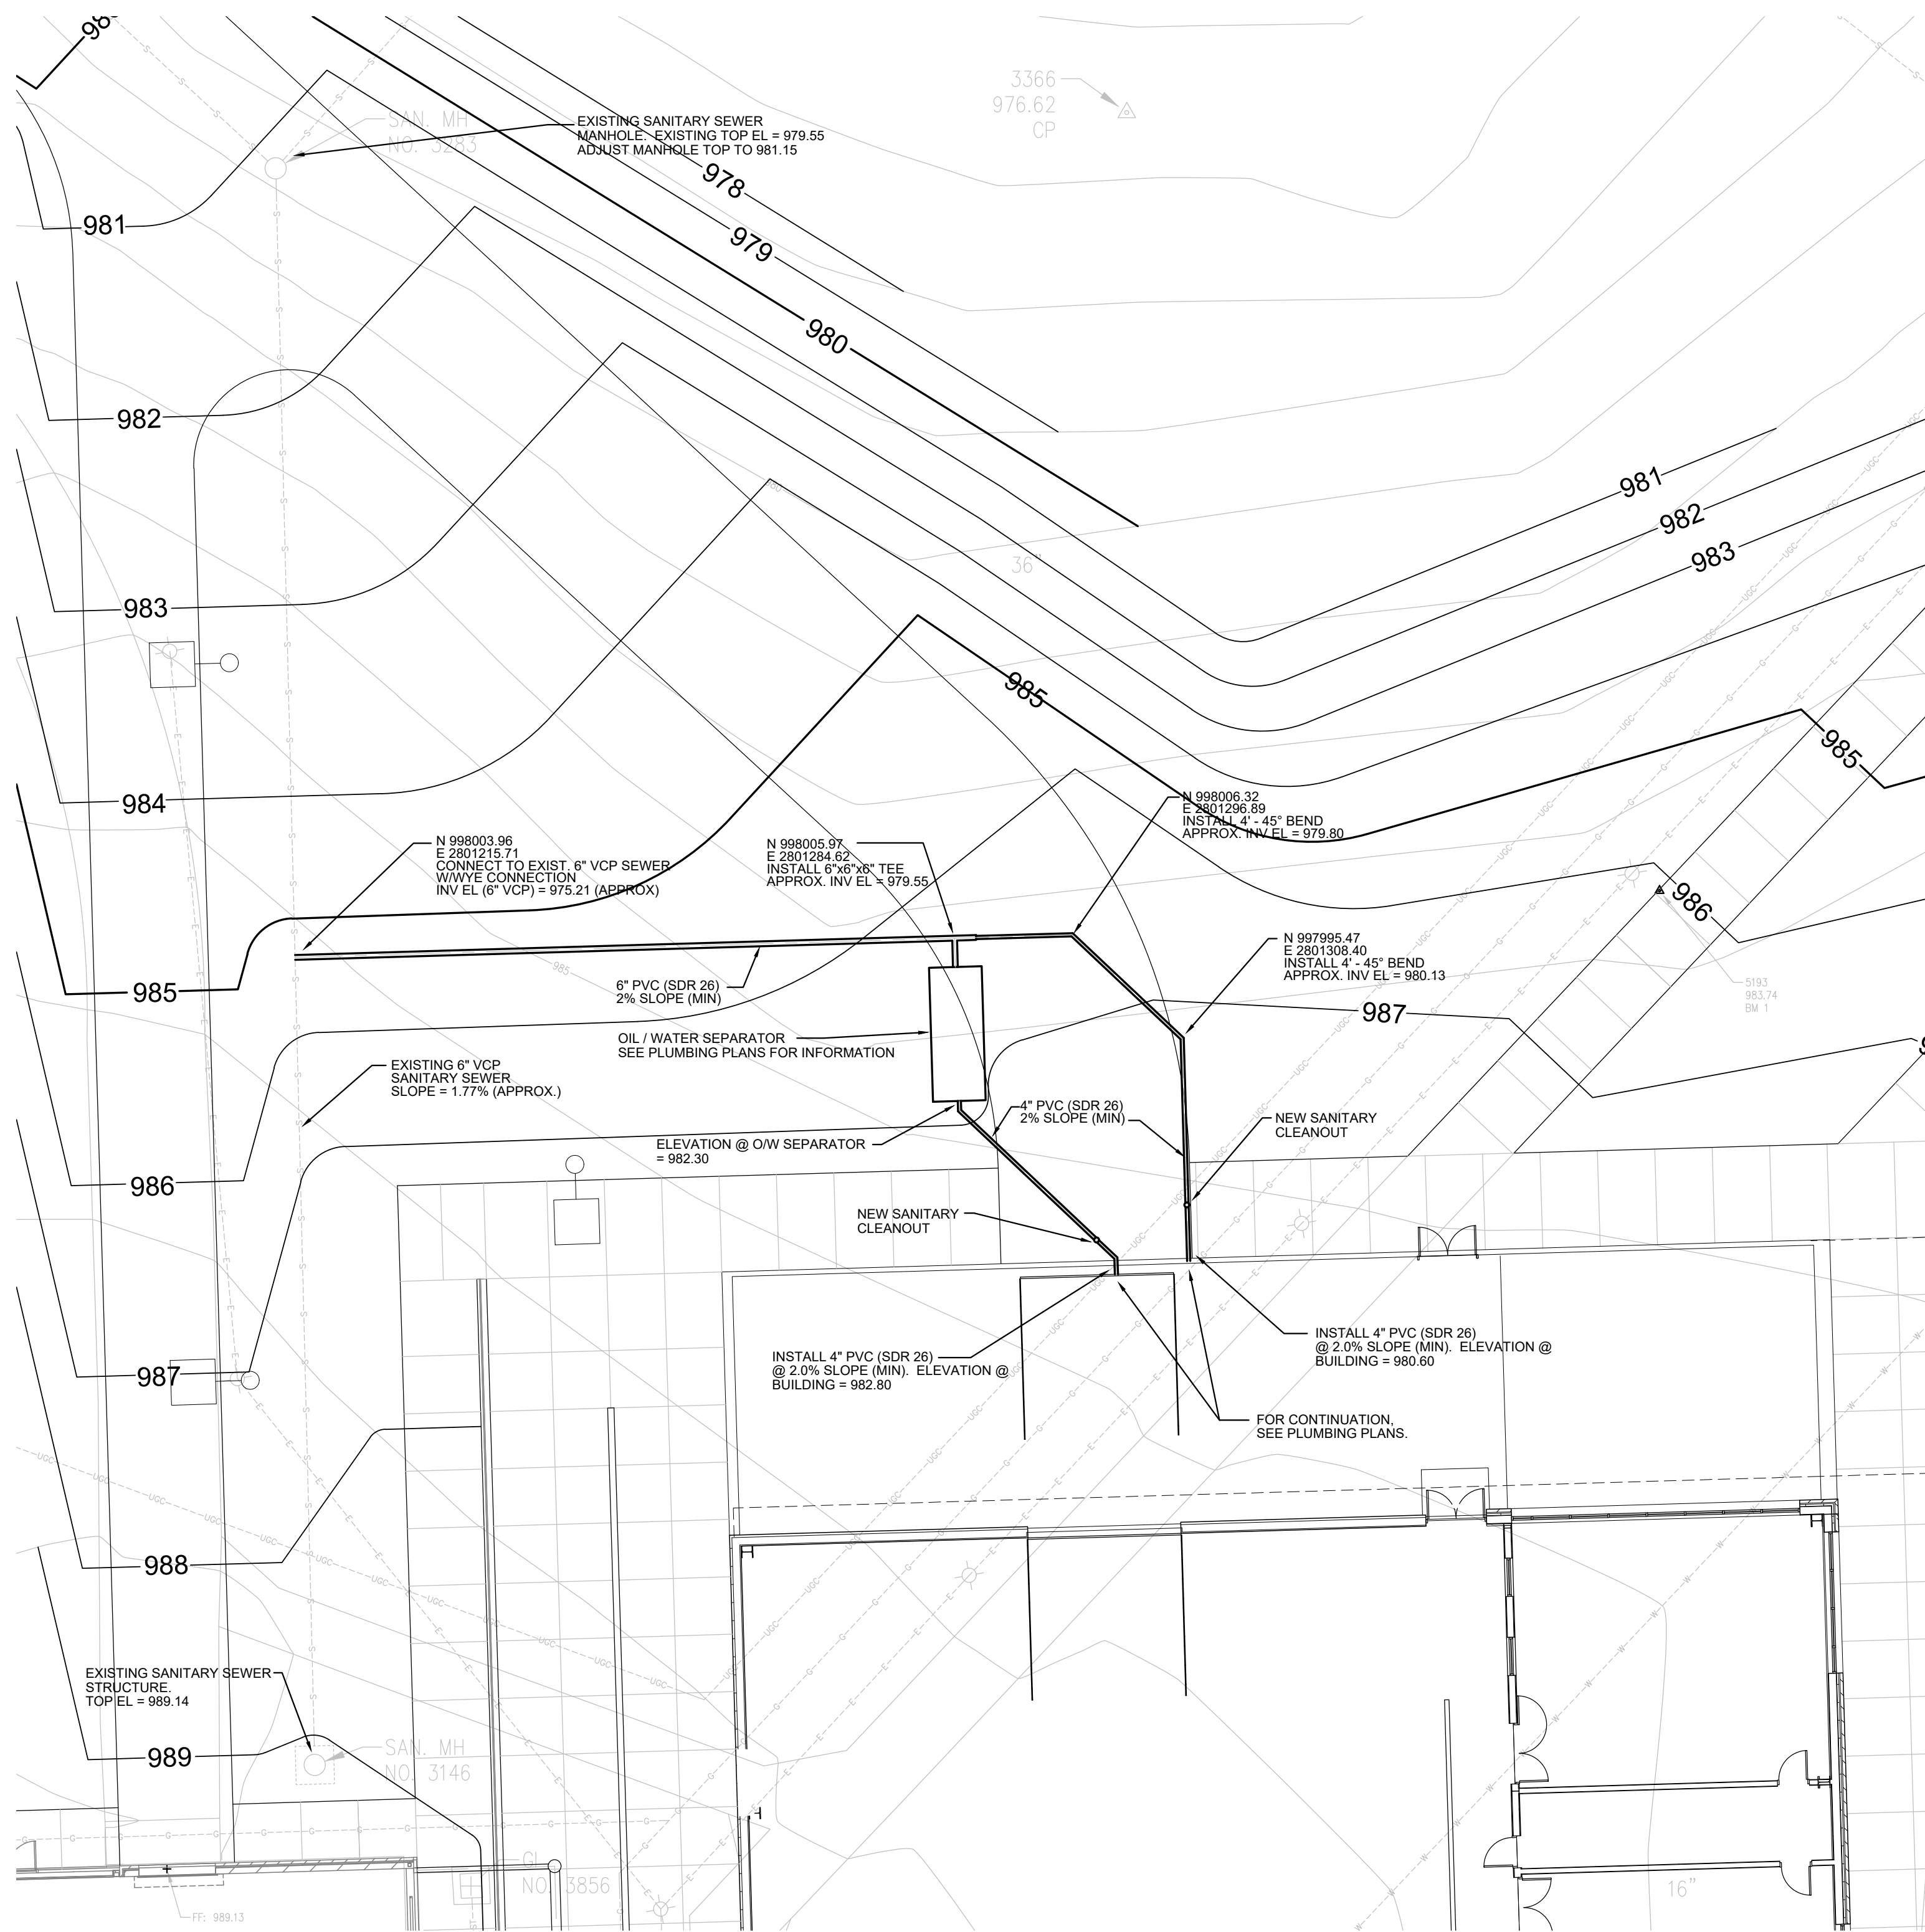 3366
976.62
CP
SAN. MH
NO. 3283
EXISTING SANITARY SEWER
MANHOLE.  EXISTING TOP EL = 979.55
ADJUST MANHOLE TOP TO 981.15
978
979
980
981
982
983
984
985
981
982
983
985
985
36"
980
N 998003.96
E 2801215.71
CONNECT TO EXIST. 6" VCP SEWER
W/WYE CONNECTION
INV EL (6" VCP) = 975.21 (APPROX)
N 998005.97
E 2801284.62
INSTALL 6"x6"x6" TEE
APPROX. INV EL = 979.55
N 998006.32
E 2801296.89
INSTALL 4' - 45° BEND
APPROX. INV EL = 979.80
N 997995.47
E 2801308.40
INSTALL 4' - 45° BEND
APPROX. INV EL = 980.13
986
987
5193
983.74
BM 1
985
6" PVC (SDR 26)
2% SLOPE (MIN)
OIL / WATER SEPARATOR
SEE PLUMBING PLANS FOR INFORMATION
EXISTING 6" VCP
SANITARY SEWER
SLOPE = 1.77% (APPROX.)
4" PVC (SDR 26)
2% SLOPE (MIN)
NEW SANITARY
CLEANOUT
ELEVATION @ O/W SEPARATOR
= 982.30
986
NEW SANITARY
CLEANOUT
INSTALL 4" PVC (SDR 26)
@ 2.0% SLOPE (MIN).  ELEVATION @
BUILDING = 982.80
INSTALL 4" PVC (SDR 26)
@ 2.0% SLOPE (MIN).  ELEVATION @
BUILDING = 980.60
987
FOR CONTINUATION,
SEE PLUMBING PLANS.
988
EXISTING SANITARY SEWER
STRUCTURE.
TOP EL = 989.14
989
SAN. MH
NO. 3146
GI
NO. 3856
FF: 989.13
16"